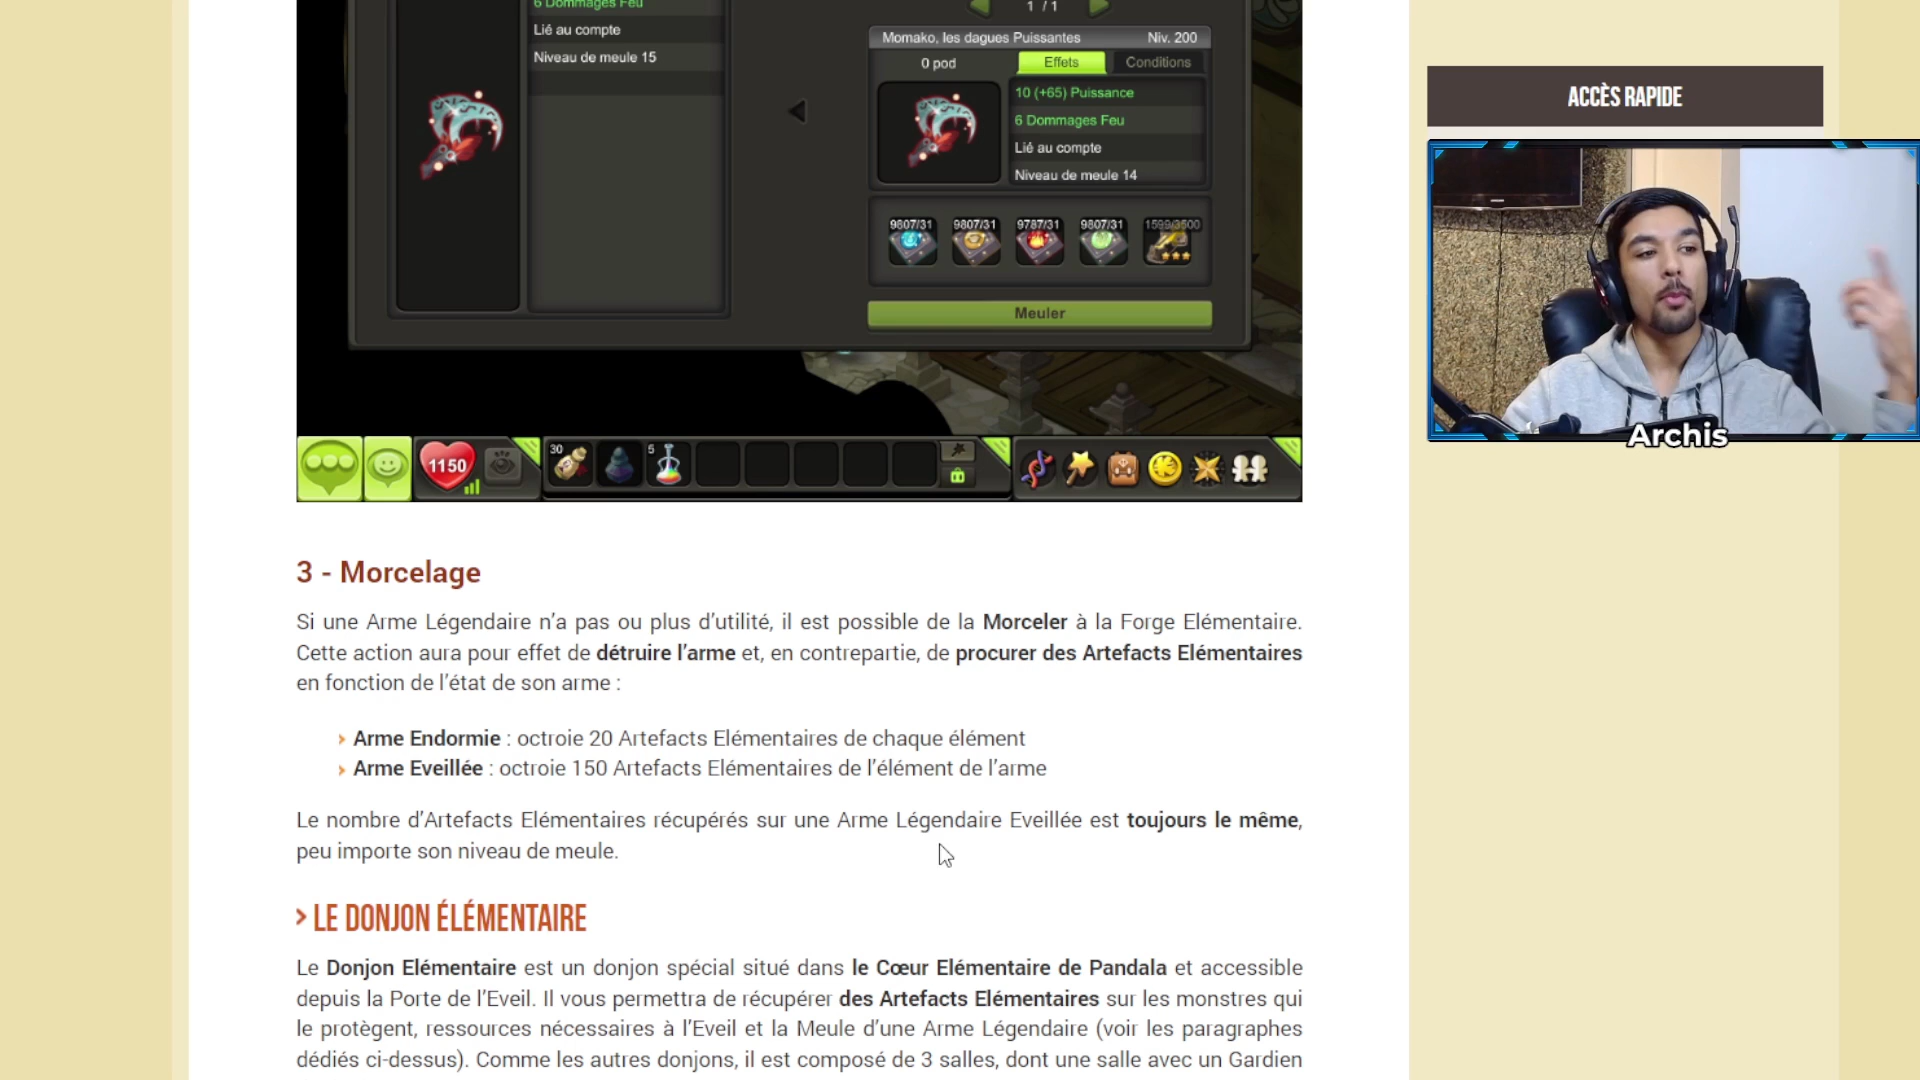 6 Dommages Feu
Lié au compte
Niveau de meule 15
1 / 1
Momako, les dagues Puissantes Niv. 200
0 pod Effets Conditions
10 (+65) Puissance
6 Dommages Feu
Lié au compte
Niveau de meule 14
9807/31 9807/31 9787/31 9807/31 1599/3500
Meuler
1150 30 5
ACCÈS RAPIDE
Archis
3 - Morcelage
Si une Arme Légendaire n’a pas ou plus d’utilité, il est possible de la Morceler à la Forge Elémentaire.
Cette action aura pour effet de détruire l’arme et, en contrepartie, de procurer des Artefacts Elémentaires
en fonction de l’état de son arme :
Arme Endormie : octroie 20 Artefacts Elémentaires de chaque élément
Arme Eveillée : octroie 150 Artefacts Elémentaires de l’élément de l’arme
Le nombre d’Artefacts Elémentaires récupérés sur une Arme Légendaire Eveillée est toujours le même,
peu importe son niveau de meule.
> LE DONJON ÉLÉMENTAIRE
Le Donjon Elémentaire est un donjon spécial situé dans le Cœur Elémentaire de Pandala et accessible
depuis la Porte de l’Eveil. Il vous permettra de récupérer des Artefacts Elémentaires sur les monstres qui
le protègent, ressources nécessaires à l’Eveil et la Meule d’une Arme Légendaire (voir les paragraphes
dédiés ci-dessus). Comme les autres donjons, il est composé de 3 salles, dont une salle avec un Gardien